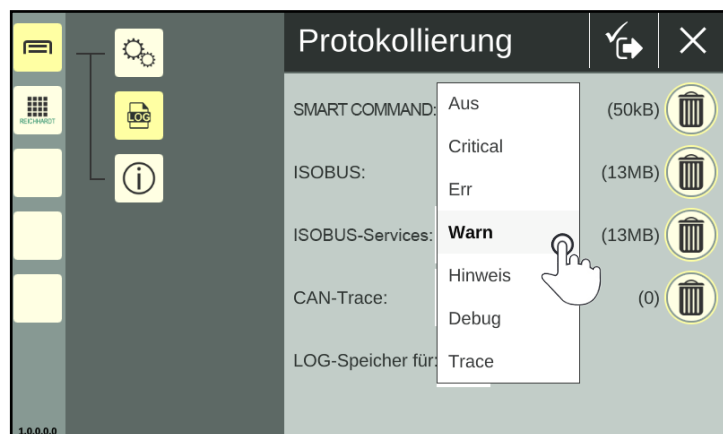 Protokollierung
LOG
REICHHARDT
SMART COMMAND:
Aus
(50kB)
Critical
ISOBUS:
Err
(13MB)
ISOBUS-Services:
Warn
(13MB)
Hinweis
CAN-Trace:
(0)
Debug
LOG-Speicher für:
Trace
1.0.0.0.0